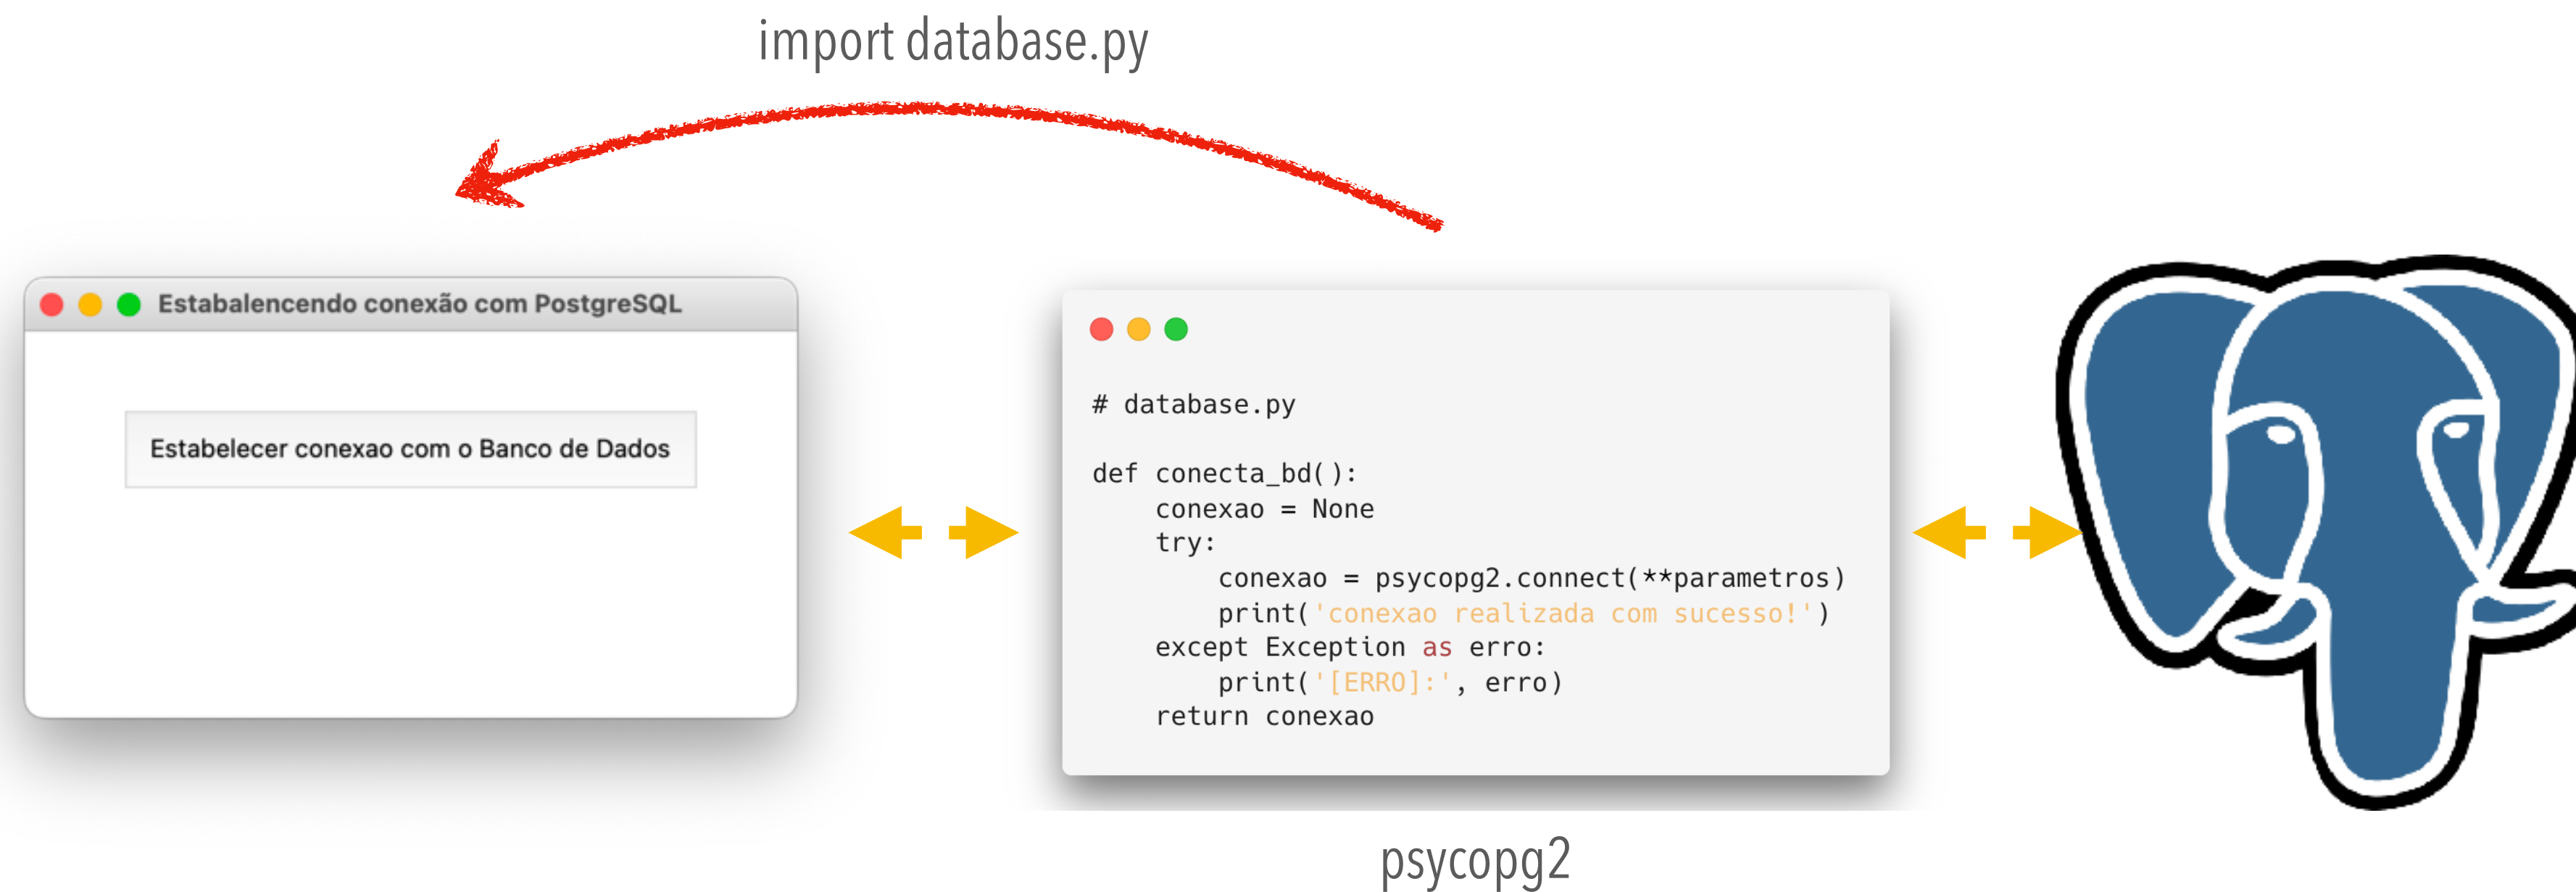 import database.py
Estabalencendo conexão com PostgreSQL
Estabelecer conexao com o Banco de Dados
# database.py
def conecta_bd():
    conexao = None
    try:
        conexao = psycopg2.connect(**parametros)
        print('conexao realizada com sucesso!')
    except Exception as erro:
        print('[ERRO]:', erro)
    return conexao
psycopg2